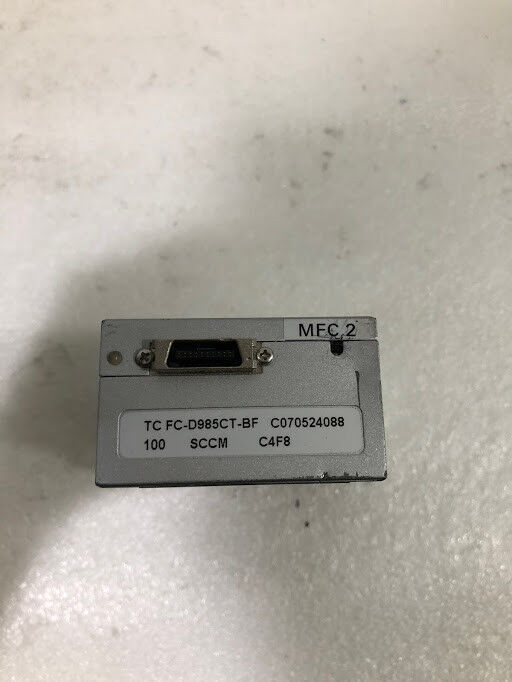 MFC 2
TC FC-D985CT-BF C070524088
100 SCCM C4F8